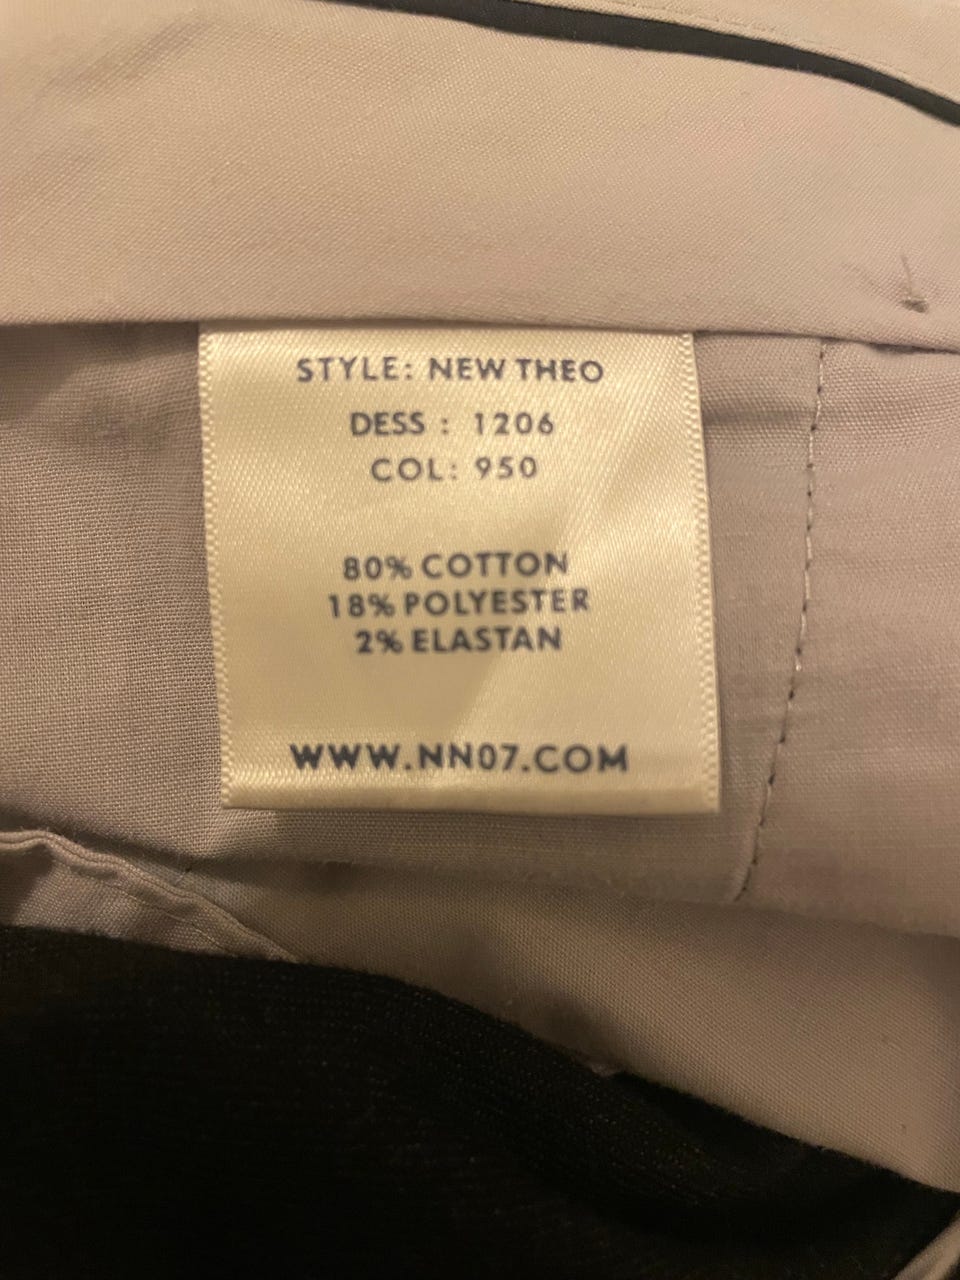 STYLE: NEW THEO
DESS : 1206
COL: 950
80% COTTON
18% POLYESTER
2% ELASTAN
WWW.NN07.COM